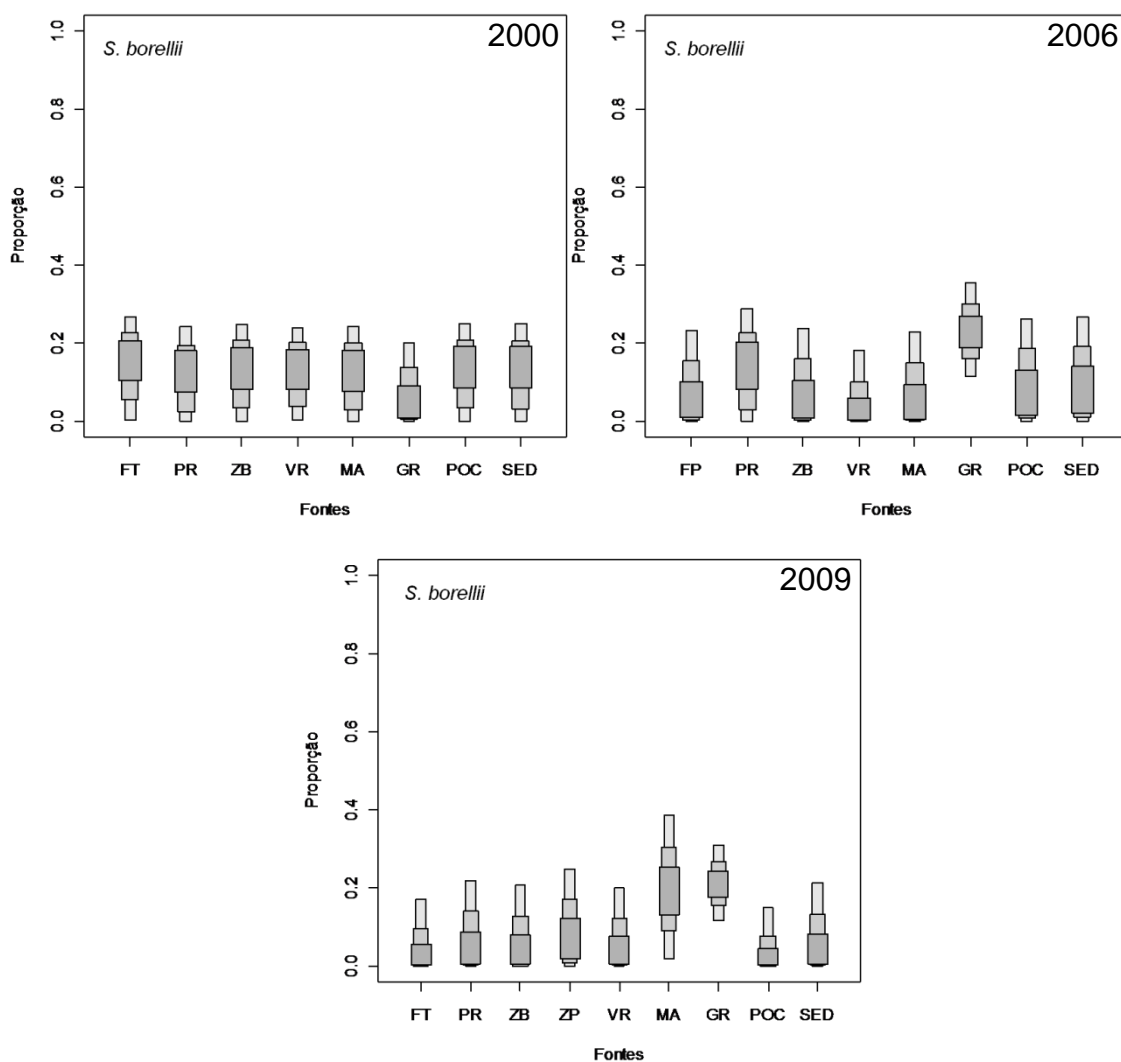 S. borellii
2000
Proporção
1.0
0.8
0.6
0.4
0.2
0.0
FT PR ZB VR MA GR POC SED
Fontes
S. borellii
2006
Proporção
1.0
0.8
0.6
0.4
0.2
0.0
FP PR ZB VR MA GR POC SED
Fontes
S. borellii
2009
Proporção
1.0
0.8
0.6
0.4
0.2
0.0
FT PR ZB ZP VR MA GR POC SED
Fontes